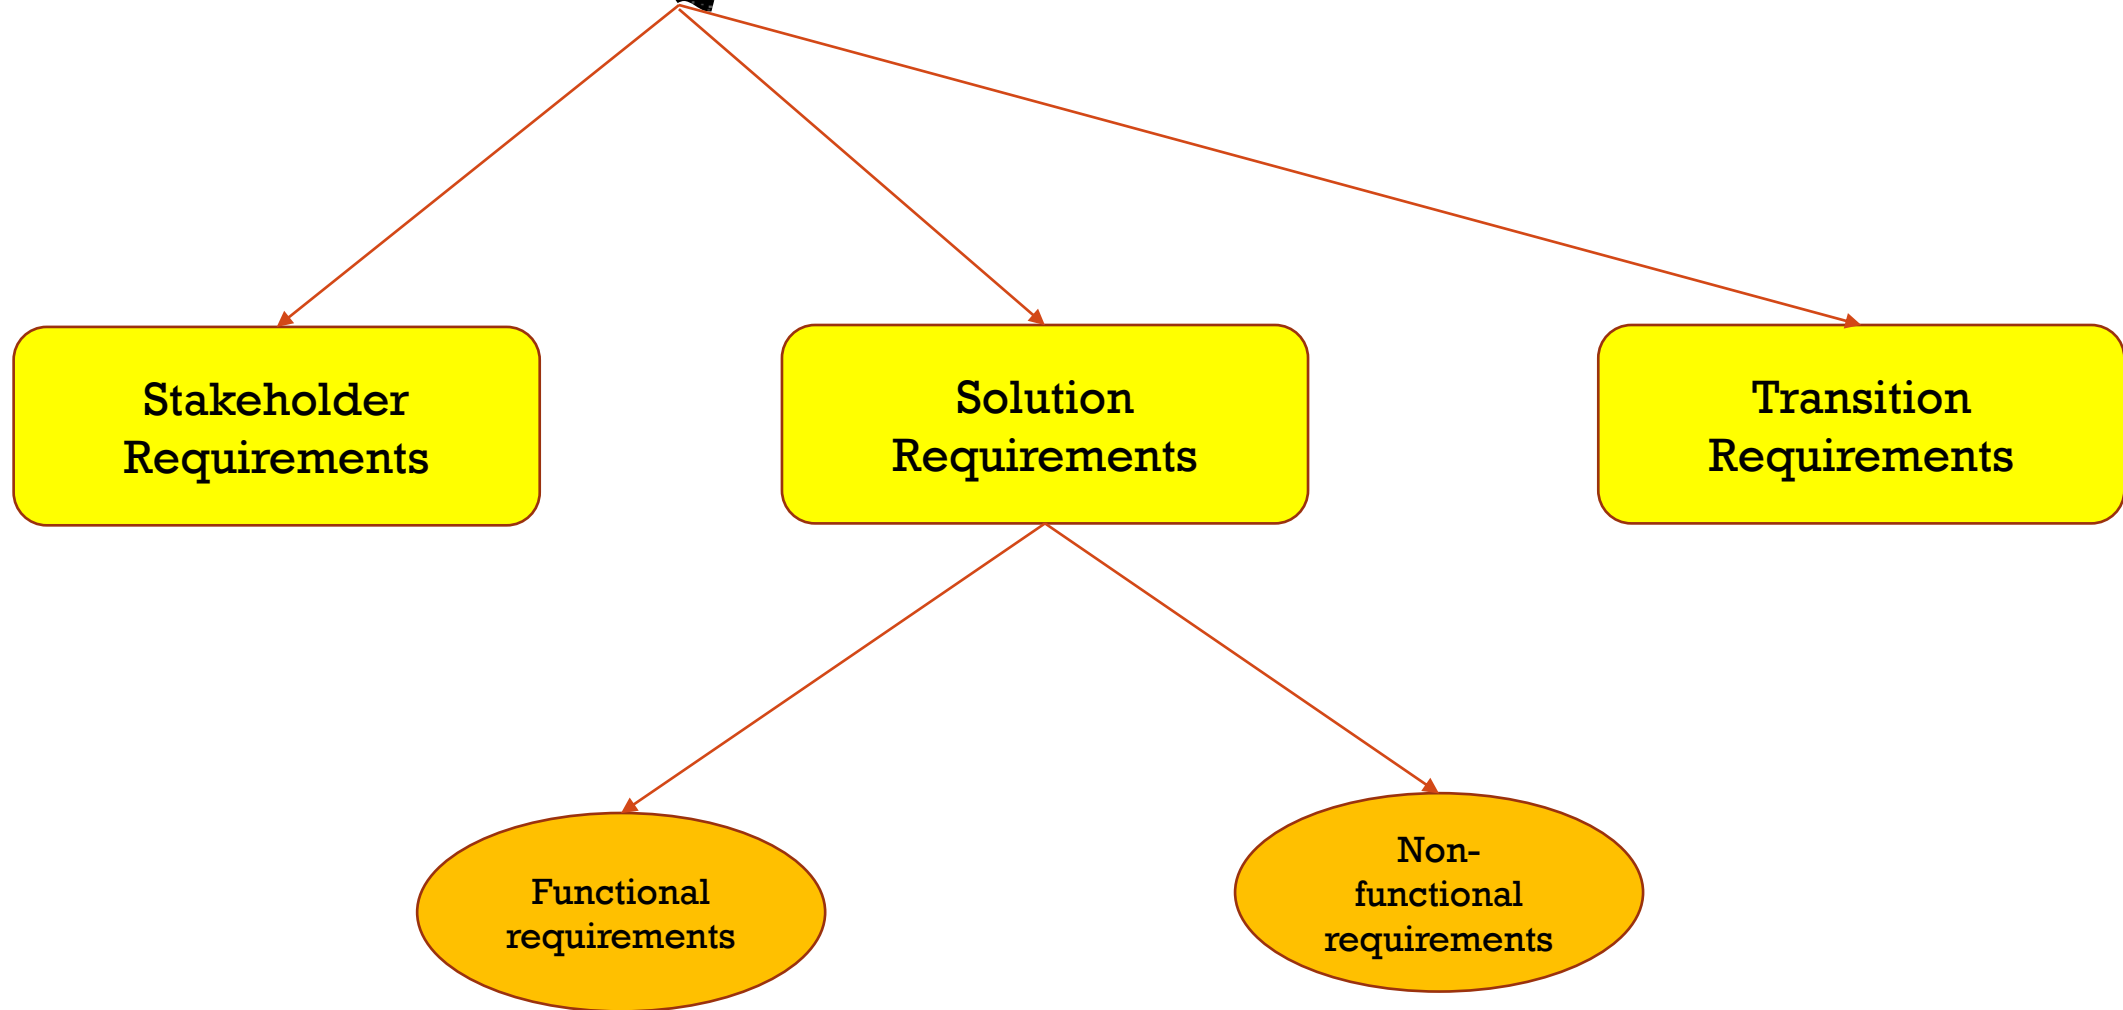 Stakeholder
Requirements
Solution
Requirements
Transition
Requirements
Functional
requirements
Non-
functional
requirements